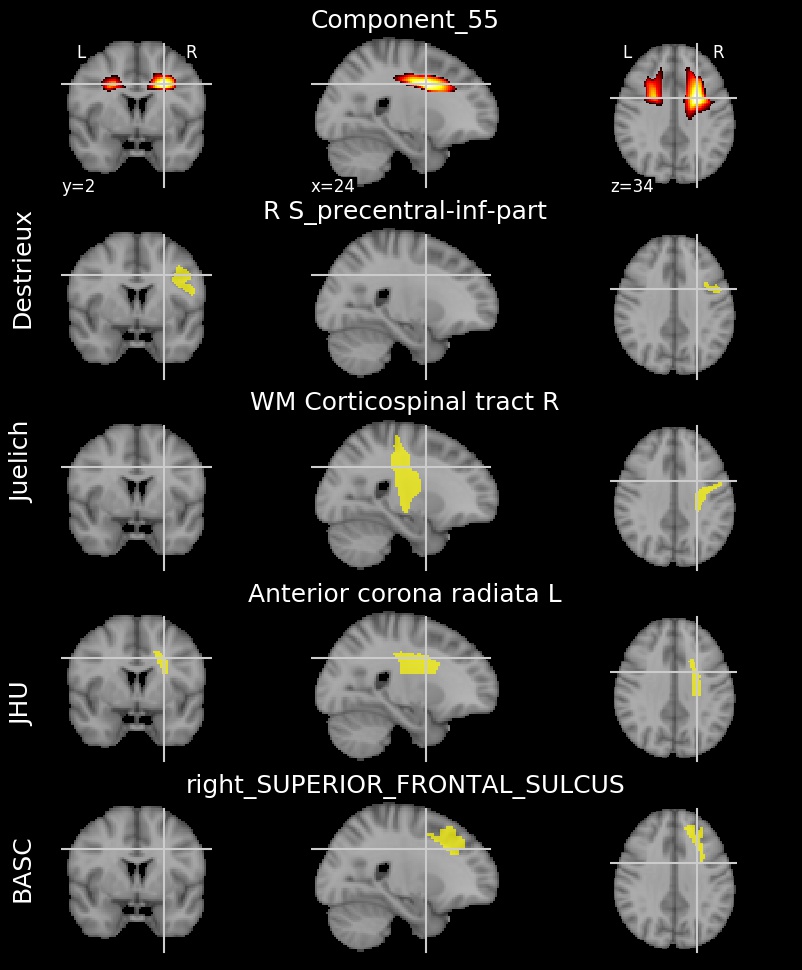 Component_55
L R
L R
y=2
x=24
z=34
Destrieux
R S_precentral-inf-part
Juelich
WM Corticospinal tract R
JHU
Anterior corona radiata L
BASC
right_SUPERIOR_FRONTAL_SULCUS